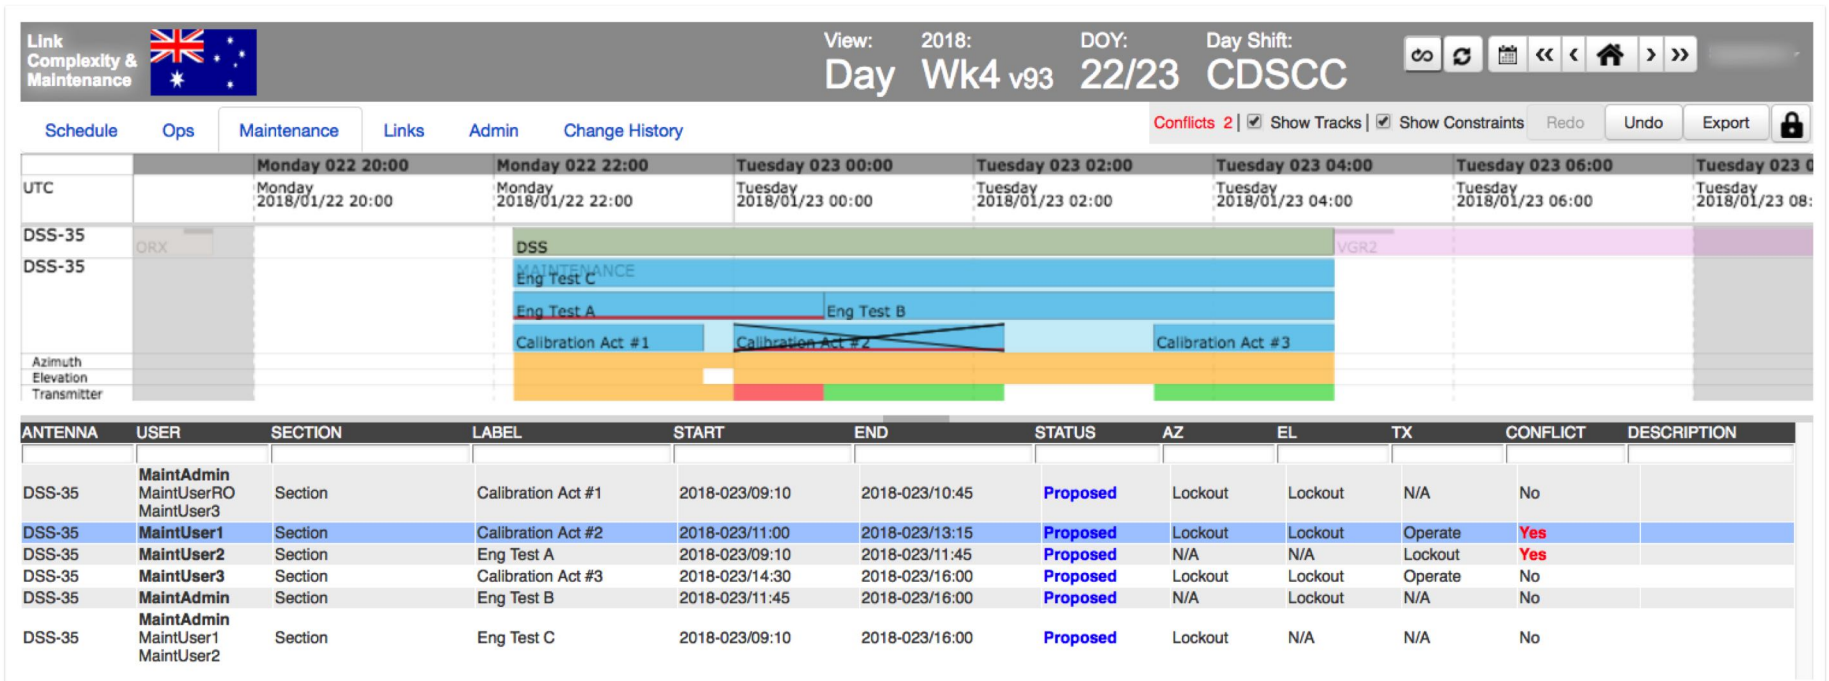 Link
Complexity &
Maintenance
View: 2018: DOY: Day Shift:
Day Wk4 v93 22/23 CDSCC
Schedule Ops Maintenance Links Admin Change History
Conflicts 2 | Show Tracks | Show Constraints Redo Undo Export
Monday 022 20:00 Monday 022 22:00 Tuesday 023 00:00 Tuesday 023 02:00 Tuesday 023 04:00 Tuesday 023 06:00 Tuesday 023 0
UTC Monday Monday Tuesday Tuesday Tuesday Tuesday Tuesday
2018/01/22 20:00 2018/01/22 22:00 2018/01/23 00:00 2018/01/23 02:00 2018/01/23 04:00 2018/01/23 06:00 2018/01/23 08:
DSS-35
ORX DSS VGR2
DSS-35 MAINTENANCE
Eng Test C
Eng Test A Eng Test B
Calibration Act #1 Calibration Act #2 Calibration Act #3
Azimuth
Elevation
Transmitter
ANTENNA USER SECTION LABEL START END STATUS AZ EL TX CONFLICT DESCRIPTION
MaintAdmin
DSS-35 MaintUserRO Section Calibration Act #1 2018-023/09:10 2018-023/10:45 Proposed Lockout Lockout N/A No
MaintUser3
DSS-35 MaintUser1 Section Calibration Act #2 2018-023/11:00 2018-023/13:15 Proposed Lockout Lockout Operate Yes
DSS-35 MaintUser2 Section Eng Test A 2018-023/09:10 2018-023/11:45 Proposed N/A N/A Lockout Yes
DSS-35 MaintUser3 Section Calibration Act #3 2018-023/14:30 2018-023/16:00 Proposed Lockout Lockout Operate No
DSS-35 MaintAdmin Section Eng Test B 2018-023/11:45 2018-023/16:00 Proposed N/A Lockout N/A No
MaintAdmin
DSS-35 MaintUser1 Section Eng Test C 2018-023/09:10 2018-023/16:00 Proposed Lockout N/A N/A No
MaintUser2